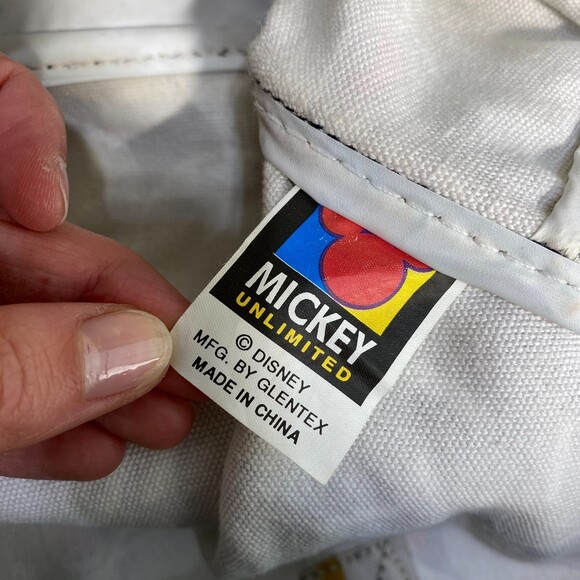 MICKEY
UNLIMITED
© DISNEY
MFG. BY GLENTEX
MADE IN CHINA